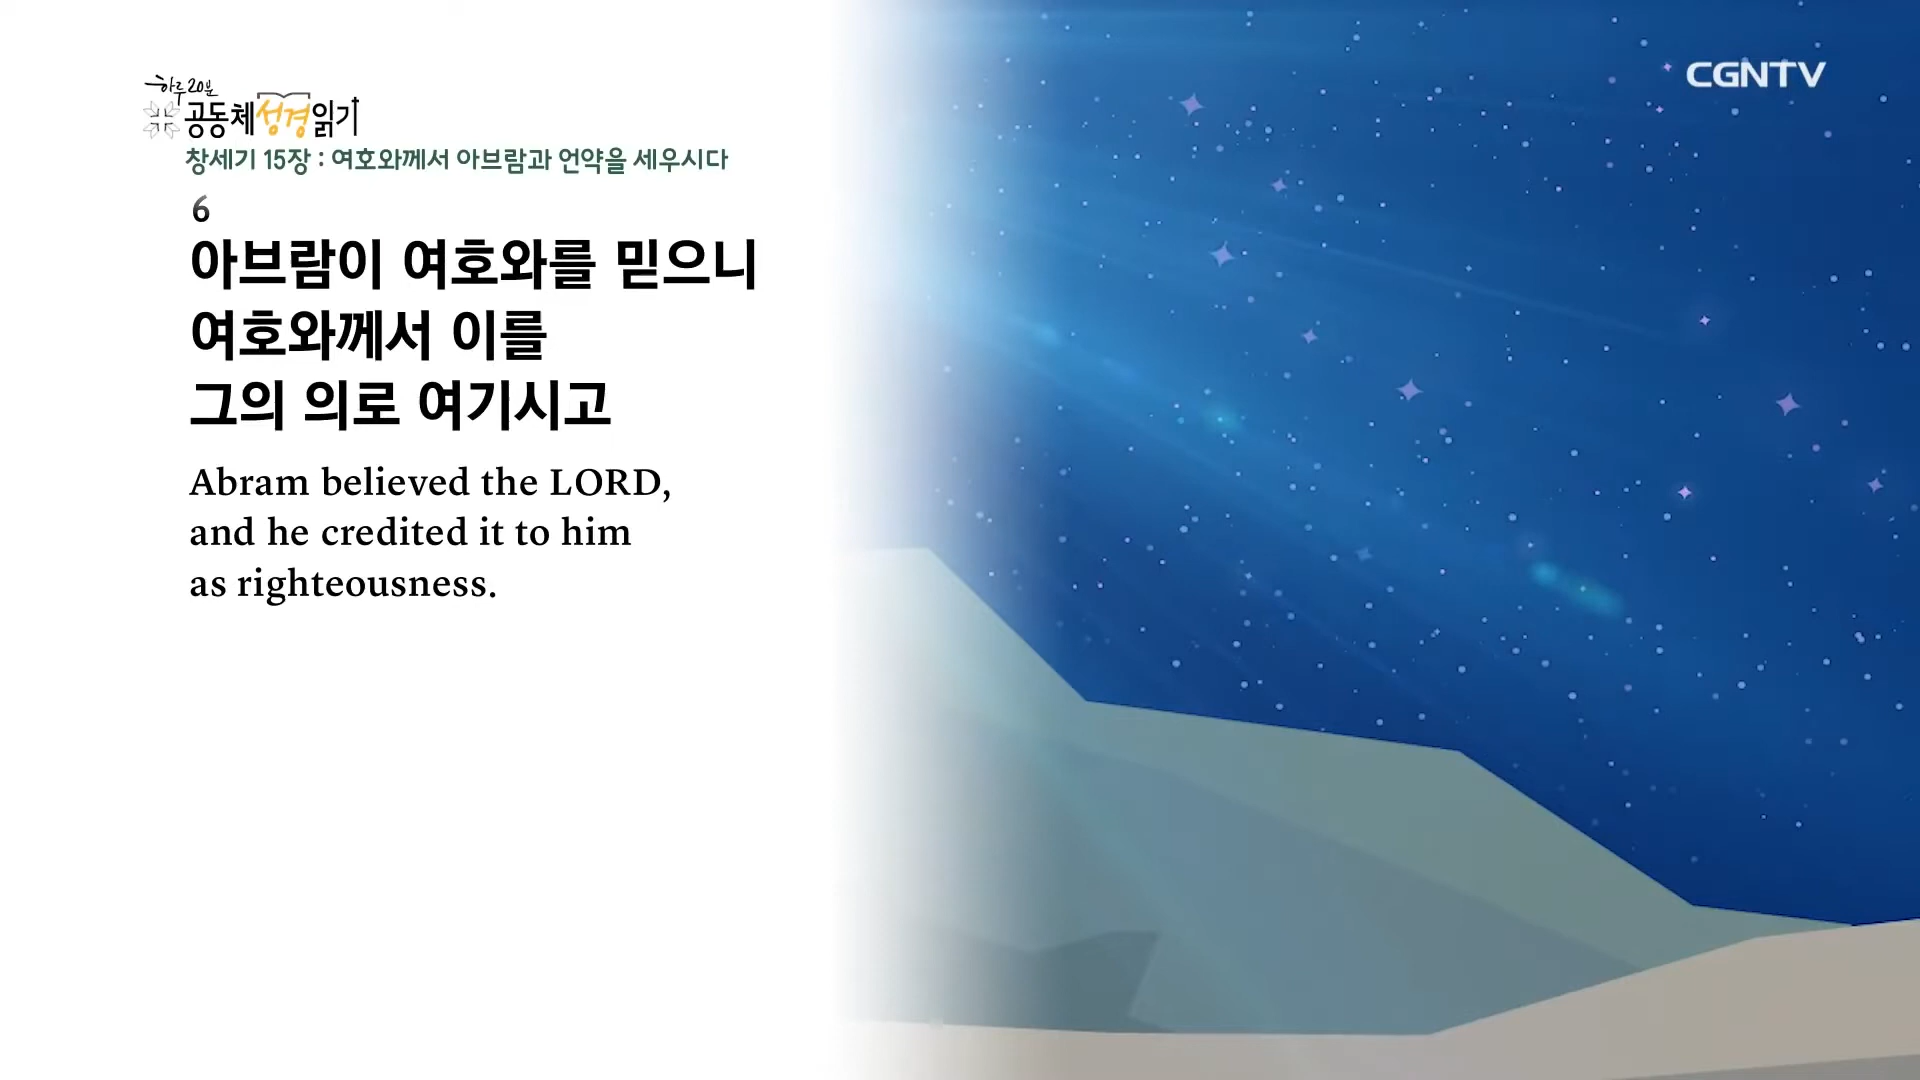 하루 20분
공동체성경읽기
창세기 15장 : 여호와께서 아브람과 언약을 세우시다
6
아브람이 여호와를 믿으니
여호와께서 이를
그의 의로 여기시고
Abram believed the LORD,
and he credited it to him
as righteousness.
CGNTV